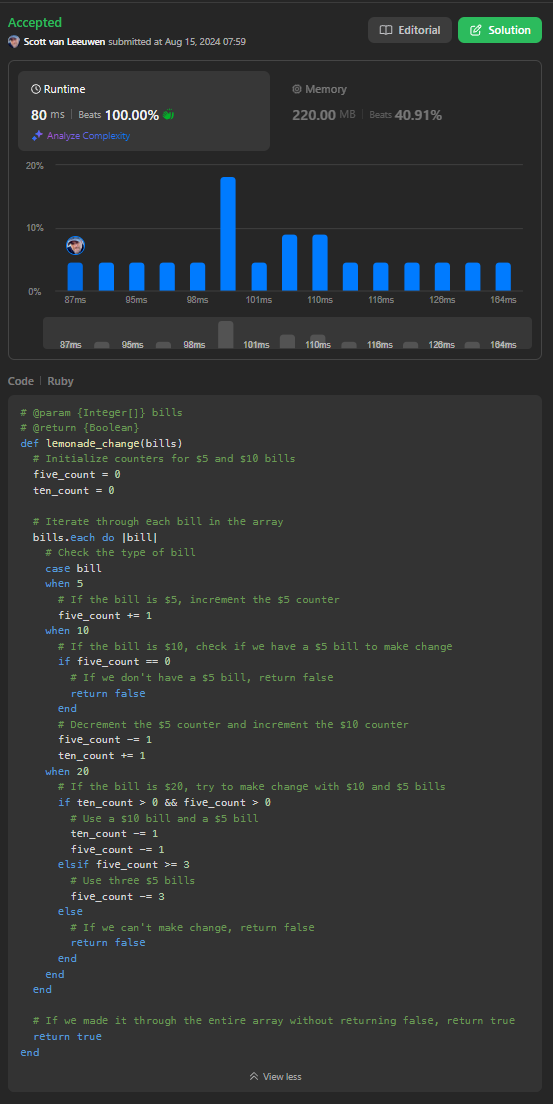 Accepted
Editorial
Solution
Scott van Leeuwen submitted at Aug 15, 2024 07:59
Runtime
80 ms | Beats 100.00%
Analyze Complexity
Memory
220.00 MB | Beats 40.91%
20%
10%
0%
87ms 95ms 98ms 101ms 110ms 116ms 126ms 164ms
87ms 95ms 98ms 101ms 110ms 116ms 126ms 164ms
Code | Ruby
# @param {Integer[]} bills
# @return {Boolean}
def lemonade_change(bills)
  # Initialize counters for $5 and $10 bills
  five_count = 0
  ten_count = 0

  # Iterate through each bill in the array
  bills.each do |bill|
    # Check the type of bill
    case bill
    when 5
      # If the bill is $5, increment the $5 counter
      five_count += 1
    when 10
      # If the bill is $10, check if we have a $5 bill to make change
      if five_count == 0
        # If we don't have a $5 bill, return false
        return false
      end
      # Decrement the $5 counter and increment the $10 counter
      five_count -= 1
      ten_count += 1
    when 20
      # If the bill is $20, try to make change with $10 and $5 bills
      if ten_count > 0 && five_count > 0
        # Use a $10 bill and a $5 bill
        ten_count -= 1
        five_count -= 1
      elsif five_count >= 3
        # Use three $5 bills
        five_count -= 3
      else
        # If we can't make change, return false
        return false
      end
    end
  end

  # If we made it through the entire array without returning false, return true
  return true
end
View less